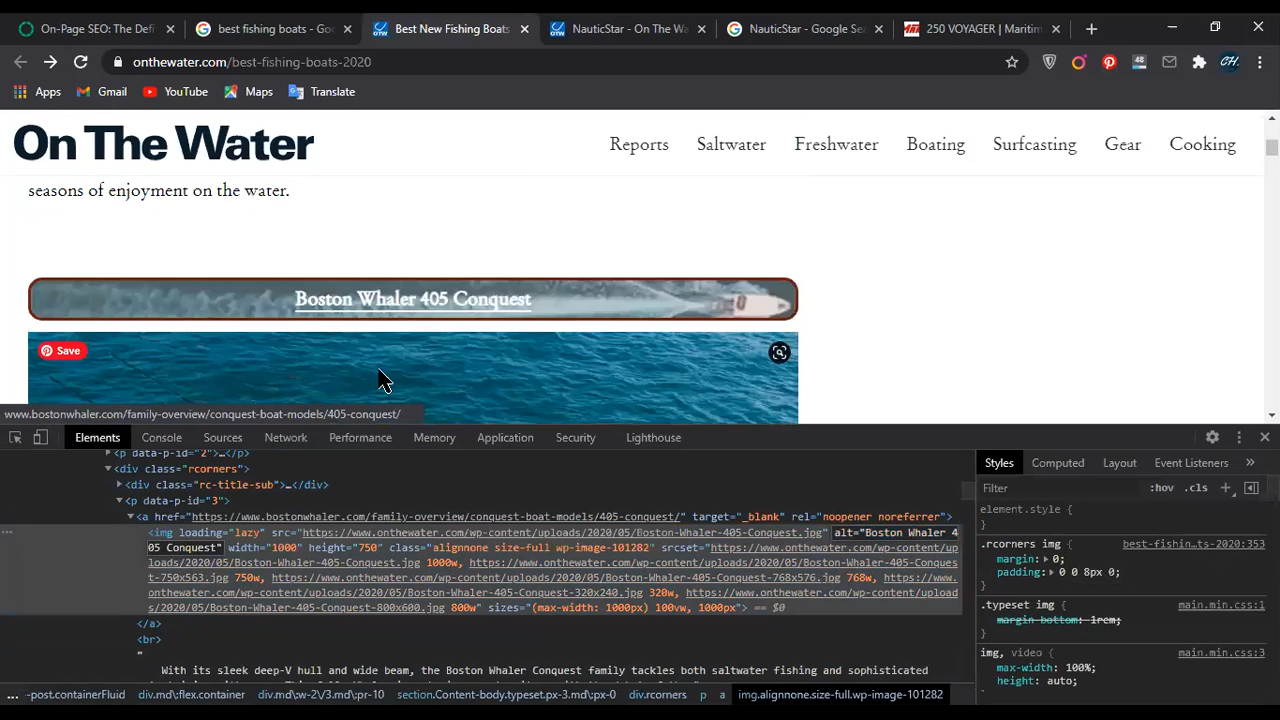 On-Page SEO: The Defi
best fishing boats - Go
Best New Fishing Boats
NauticStar - On The W
NauticStar - Google Se
250 VOYAGER | Maritim
onthewater.com/best-fishing-boats-2020
48
CH
Apps
Gmail
YouTube
Maps
Translate
On The Water
Reports
Saltwater
Freshwater
Boating
Surfcasting
Gear
Cooking
seasons of enjoyment on the water.
Boston Whaler 405 Conquest
Save
www.bostonwhaler.com/family-overview/conquest-boat-models/405-conquest/
Elements
Console
Sources
Network
Performance
Memory
Application
Security
Lighthouse
<p data-p-id="2">…</p>
<div class="rcorners">
<div class="rc-title-sub">…</div>
<p data-p-id="3">
<a href="https://www.bostonwhaler.com/family-overview/conquest-boat-models/405-conquest/" target="_blank" rel="noopener noreferrer">
<img loading="lazy" src="https://www.onthewater.com/wp-content/uploads/2020/05/Boston-Whaler-405-Conquest.jpg" alt="Boston Whaler 4
05 Conquest" width="1000" height="750" class="alignnone size-full wp-image-101282" srcset="https://www.onthewater.com/wp-content/up
loads/2020/05/Boston-Whaler-405-Conquest.jpg 1000w, https://www.onthewater.com/wp-content/uploads/2020/05/Boston-Whaler-405-Conques
t-750x563.jpg 750w, https://www.onthewater.com/wp-content/uploads/2020/05/Boston-Whaler-405-Conquest-768x576.jpg 768w, https://www.
onthewater.com/wp-content/uploads/2020/05/Boston-Whaler-405-Conquest-320x240.jpg 320w, https://www.onthewater.com/wp-content/upload
s/2020/05/Boston-Whaler-405-Conquest-800x600.jpg 800w" sizes="(max-width: 1000px) 100vw, 1000px"> == $0
</a>
<br>
"
With its sleek deep-V hull and wide beam, the Boston Whaler Conquest family tackles both saltwater fishing and sophisticated
Styles
Computed
Layout
Event Listeners
Filter
:hov
.cls
element.style {
}
.rcorners img {
best-fishin…ts-2020:353
margin: 0;
padding: 0 0 8px 0;
}
.typeset img {
main.min.css:1
margin-bottom: 1rem;
}
img, video {
main.min.css:3
max-width: 100%;
height: auto;
...
-post.containerFluid
div.md\flex.container
div.md\:w-2\/3.md\:pr-10
section.Content-body.typeset.px-3.md\:px-0
div.rcorners
p
a
img.alignnone.size-full.wp-image-101282